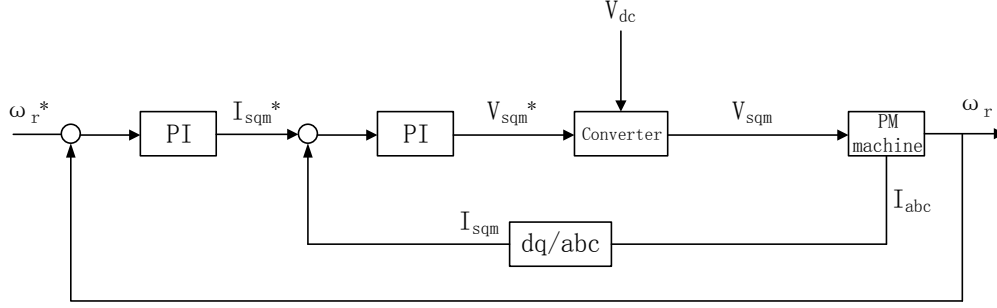 V_dc
ω_r* I_sqm* V_sqm* V_sqm ω_r
PI PI Converter PM
machine
I_abc
I_sqm
dq/abc